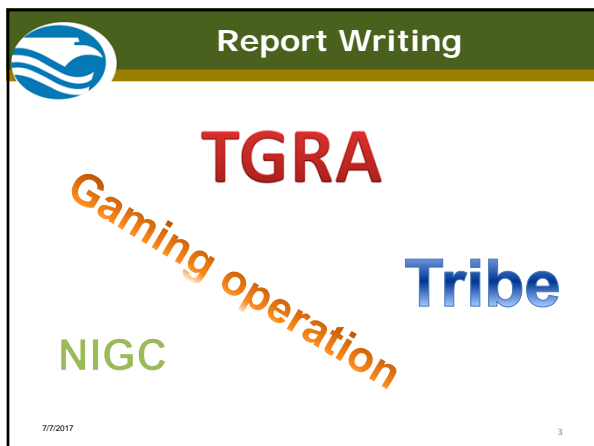 Report Writing
TGRA
Gaming operation
Tribe
NIGC
7/7/2017
3